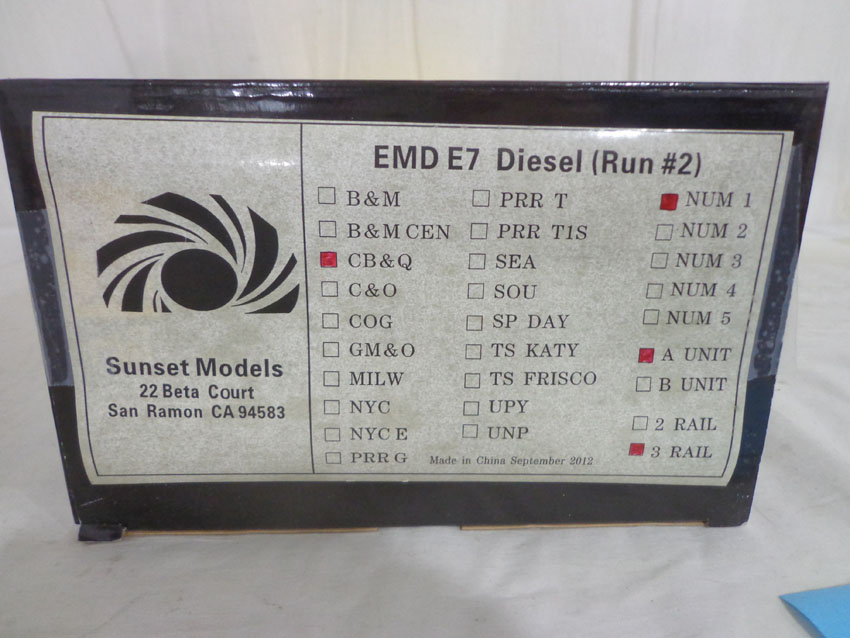 EMD E7 Diesel (Run #2)
B&M
B&M CEN
CB&Q
C&O
COG
GM&O
MILW
NYC
NYC E
PRR G
PRR T
PRR T1S
SEA
SOU
SP DAY
TS KATY
TS FRISCO
UPY
UNP
NUM 1
NUM 2
NUM 3
NUM 4
NUM 5
A UNIT
B UNIT
2 RAIL
3 RAIL
Made in China September 2012
Sunset Models
22 Beta Court
San Ramon CA 94583